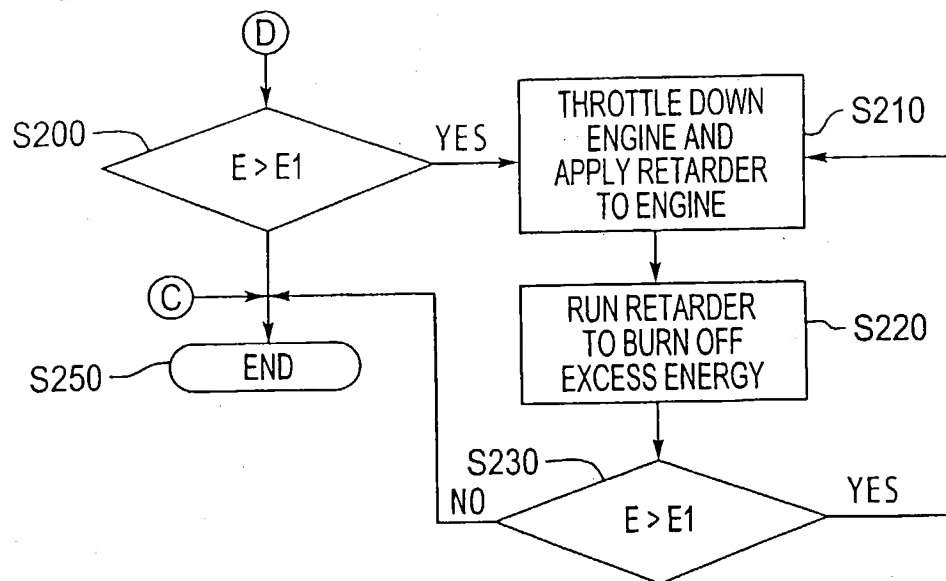 D
S200
E > E1
YES
THROTTLE DOWN
ENGINE AND
APPLY RETARDER
TO ENGINE
S210
C
RUN RETARDER
TO BURN OFF
EXCESS ENERGY
S220
S250
END
S230
NO
E > E1
YES